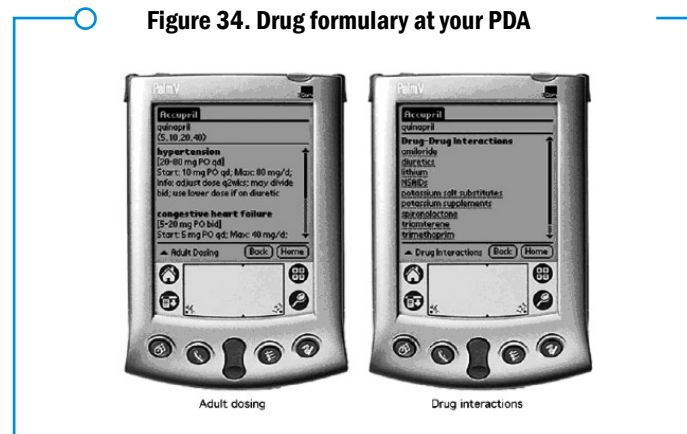 Figure 34. Drug formulary at your PDA
PalmV
Accupril
quinapril
(5,10,20,40)
hypertension
[20-80 mg PO qd]
Start: 10 mg PO qd; Max: 80 mg/d;
Info: adjust dose q2wks; may divide
bid; use lower dose if on diuretic
congestive heart failure
[5-20 mg PO bid]
Start: 5 mg PO qd; Max: 40 mg/d;
Adult Dosing Back Home
Adult dosing
PalmV
Accupril
quinapril
Drug-Drug Interactions
amiloride
diuretics
lithium
NSAIDs
potassium salt substitutes
potassium supplements
spironolactone
triamterene
trimethoprim
Drug Interactions Back Home
Drug interactions